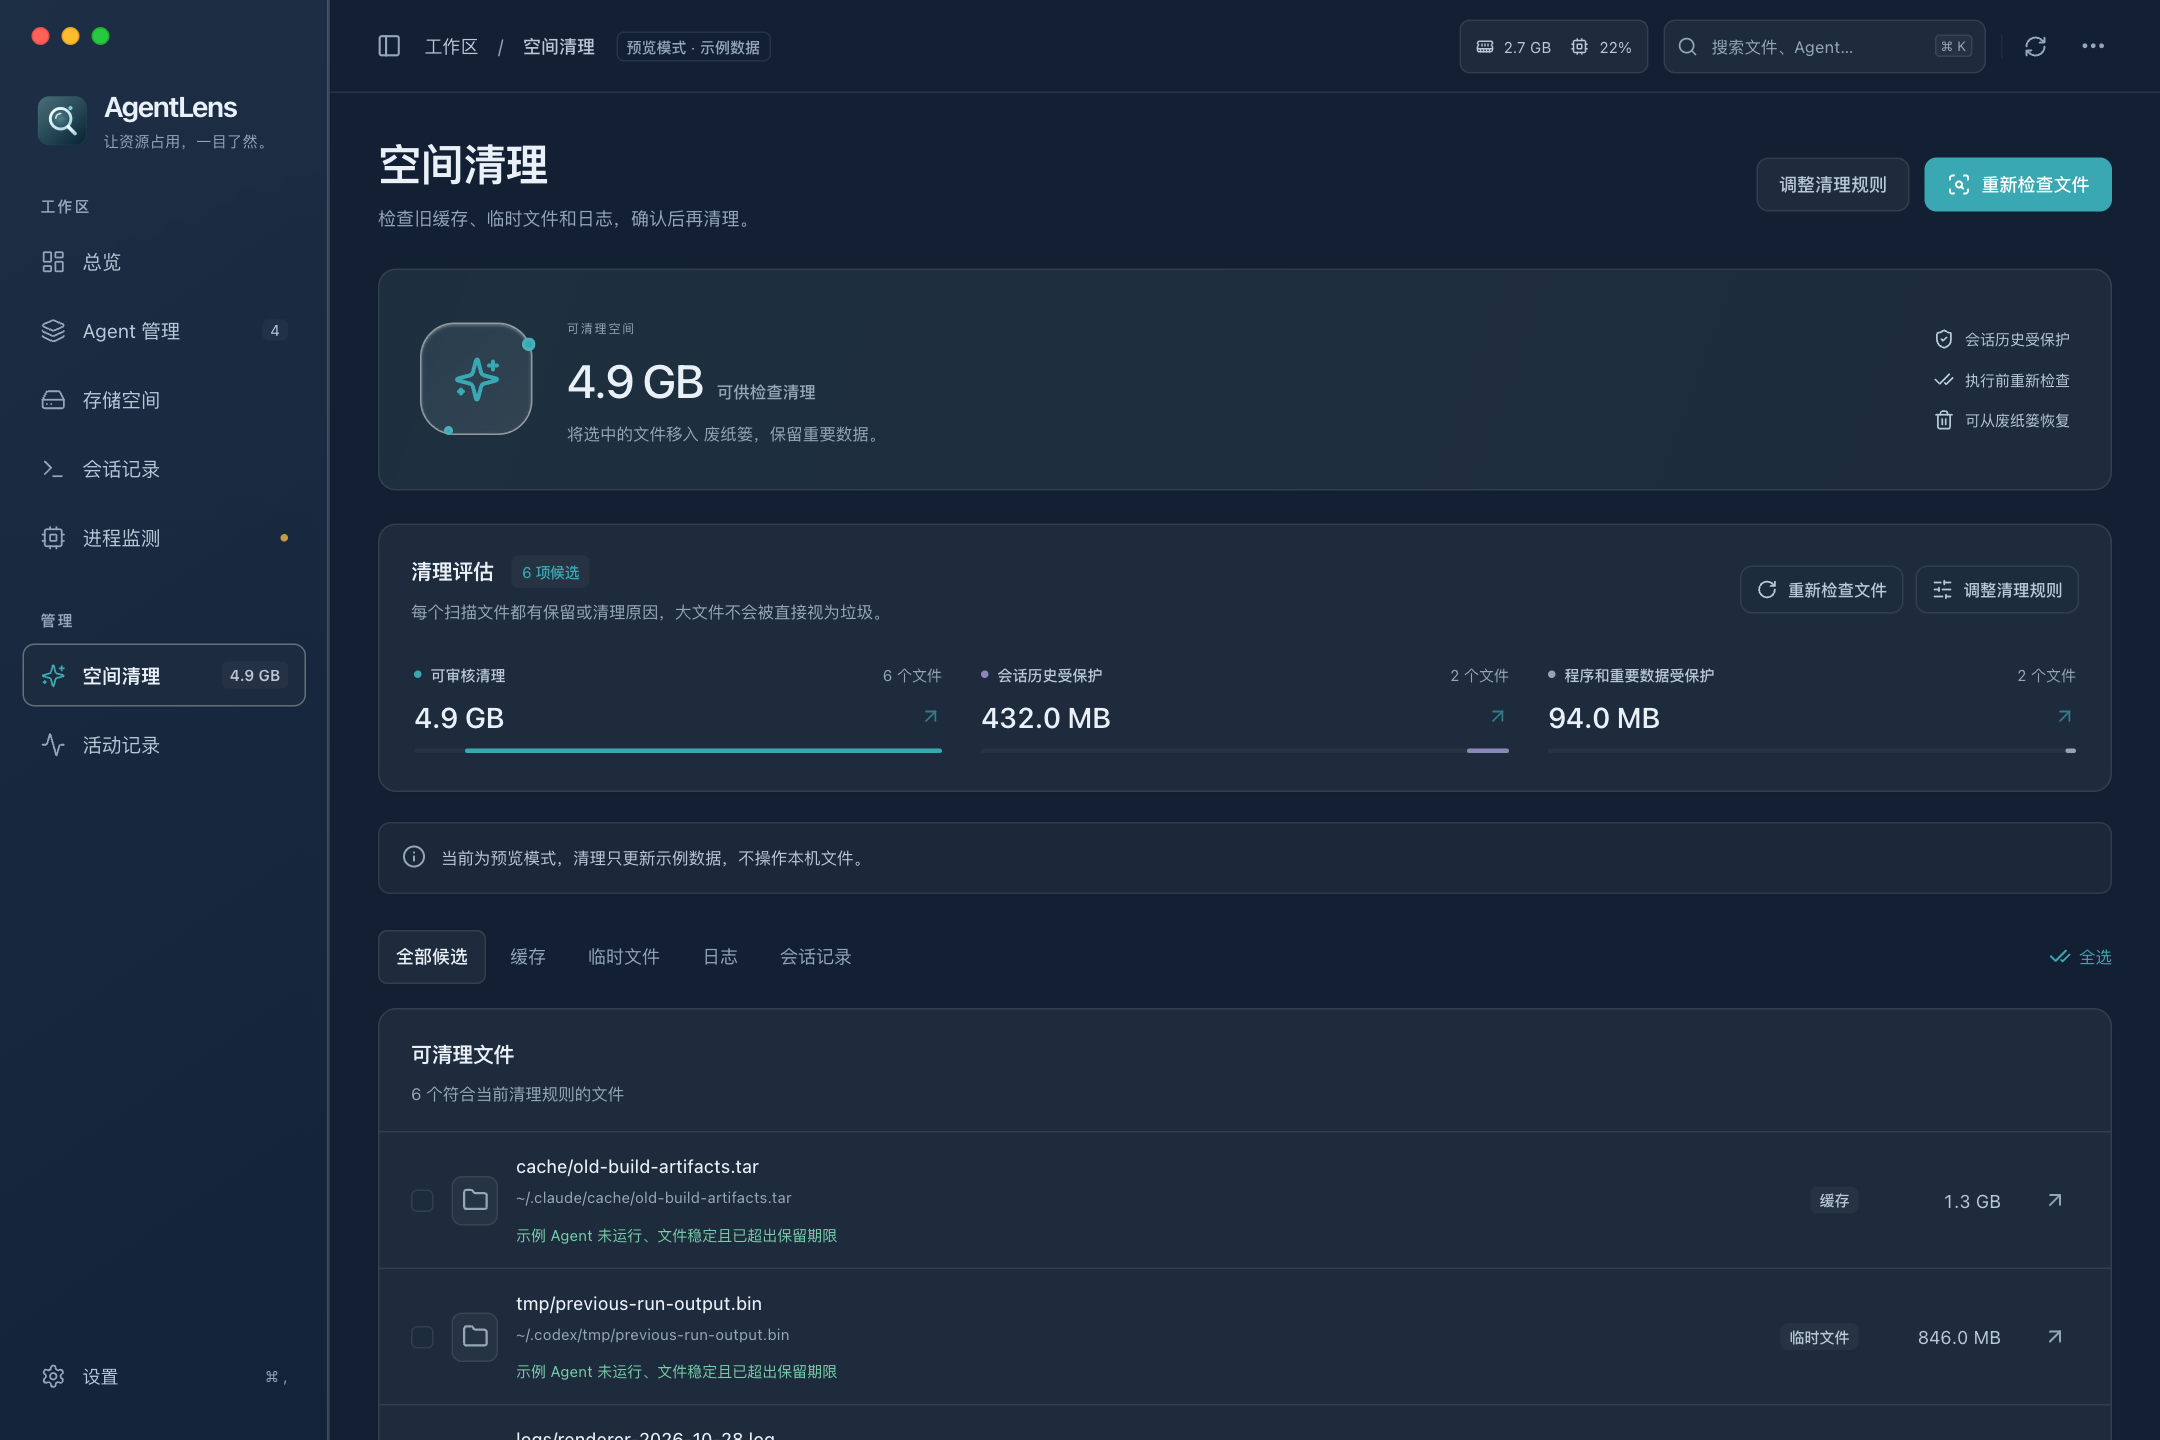 AgentLens
让资源占用，一目了然。
工作区
总览
Agent 管理 4
存储空间
会话记录
进程监测
管理
空间清理 4.9 GB
活动记录
设置 ⌘ ,
工作区 / 空间清理 预览模式 · 示例数据
2.7 GB 22%
搜索文件、Agent... ⌘ K
空间清理
检查旧缓存、临时文件和日志，确认后再清理。
调整清理规则
重新检查文件
可清理空间
4.9 GB 可供检查清理
将选中的文件移入 废纸篓，保留重要数据。
会话历史受保护
执行前重新检查
可从废纸篓恢复
清理评估 6 项候选
每个扫描文件都有保留或清理原因，大文件不会被直接视为垃圾。
重新检查文件
调整清理规则
可审核清理 6 个文件
4.9 GB
会话历史受保护 2 个文件
432.0 MB
程序和重要数据受保护 2 个文件
94.0 MB
当前为预览模式，清理只更新示例数据，不操作本机文件。
全部候选 缓存 临时文件 日志 会话记录 全选
可清理文件
6 个符合当前清理规则的文件
cache/old-build-artifacts.tar
~/.claude/cache/old-build-artifacts.tar
示例 Agent 未运行、文件稳定且已超出保留期限
缓存 1.3 GB
tmp/previous-run-output.bin
~/.codex/tmp/previous-run-output.bin
示例 Agent 未运行、文件稳定且已超出保留期限
临时文件 846.0 MB
logs/renderer-2026-10-28.log